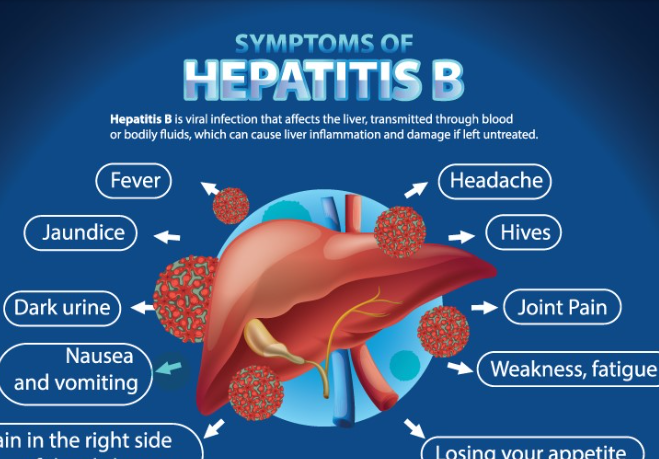 SYMPTOMS OF
HEPATITIS B
Hepatitis B is viral infection that affects the liver, transmitted through blood
or bodily fluids, which can cause liver inflammation and damage if left untreated.
Fever
Headache
Jaundice
Hives
Dark urine
Joint Pain
Nausea
and vomiting
Weakness, fatigue
in the right side
Losing your appetite